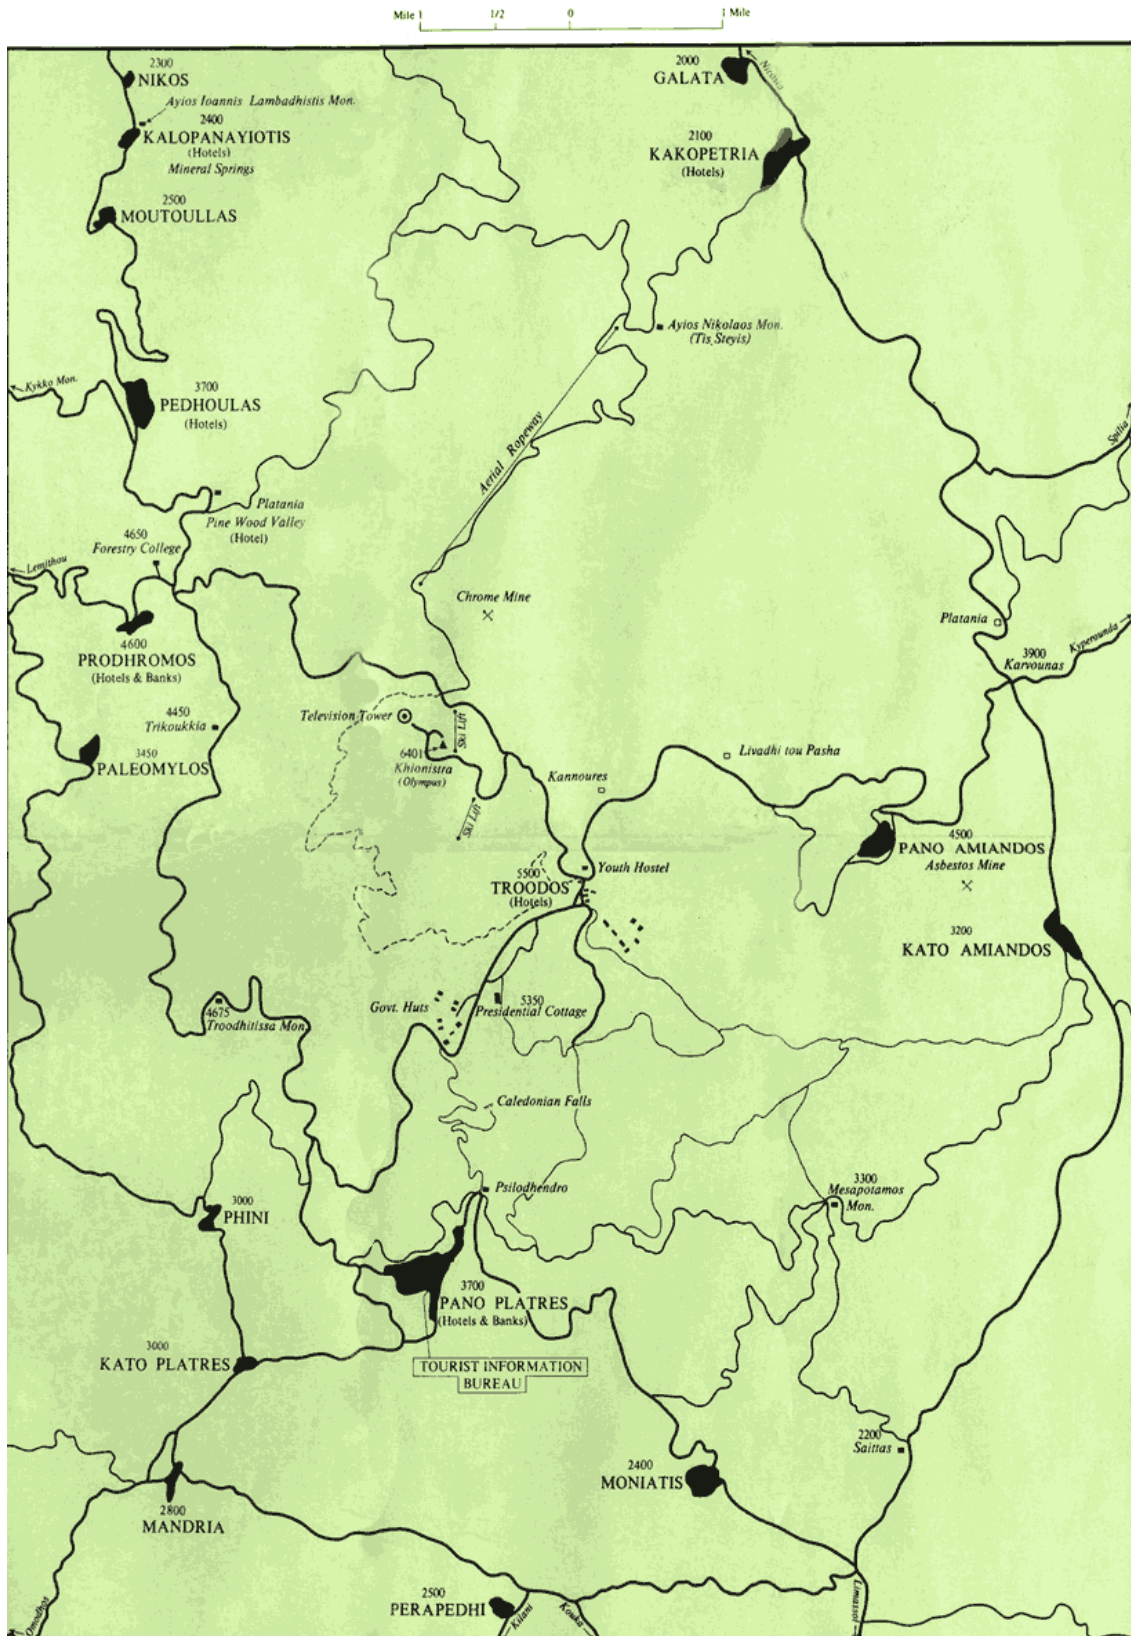 Mile 1 1/2 0 1 Mile
2300
NIKOS
Ayios Ioannis Lambadhistis Mon.
2400
KALOPANAYIOTIS
(Hotels)
Mineral Springs
2500
MOUTOULLAS
2000
GALATA
Nicosia
2100
KAKOPETRIA
(Hotels)
Ayios Nikolaos Mon.
(Tis Steyis)
Kykko Mon.
3700
PEDHOULAS
(Hotels)
Aerial Ropeway
Spilia
Platania
Pine Wood Valley
(Hotel)
4650
Forestry College
Lemithou
4600
PRODHROMOS
(Hotels & Banks)
Chrome Mine
Platania
Kyperounda
3900
Karvounas
4450
Trikoukkia
3450
PALEOMYLOS
Television Tower
Ski Lift
6401
Khionistra
(Olympus)
Ski Lift
Livadhi tou Pasha
Kannoures
4500
PANO AMIANDOS
Asbestos Mine
Youth Hostel
5500
TROODOS
(Hotels)
3200
KATO AMIANDOS
4675
Troodhitissa Mon.
Govt. Huts
5350
Presidential Cottage
Caledonian Falls
Psilodhendro
3300
Mesapotamos
Mon.
3000
PHINI
3700
PANO PLATRES
(Hotels & Banks)
3000
KATO PLATRES
TOURIST INFORMATION
BUREAU
2200
Saittas
2400
MONIATIS
2800
MANDRIA
2500
PERAPEDHI
Omodhos
Kilani
Kouka
Limassol